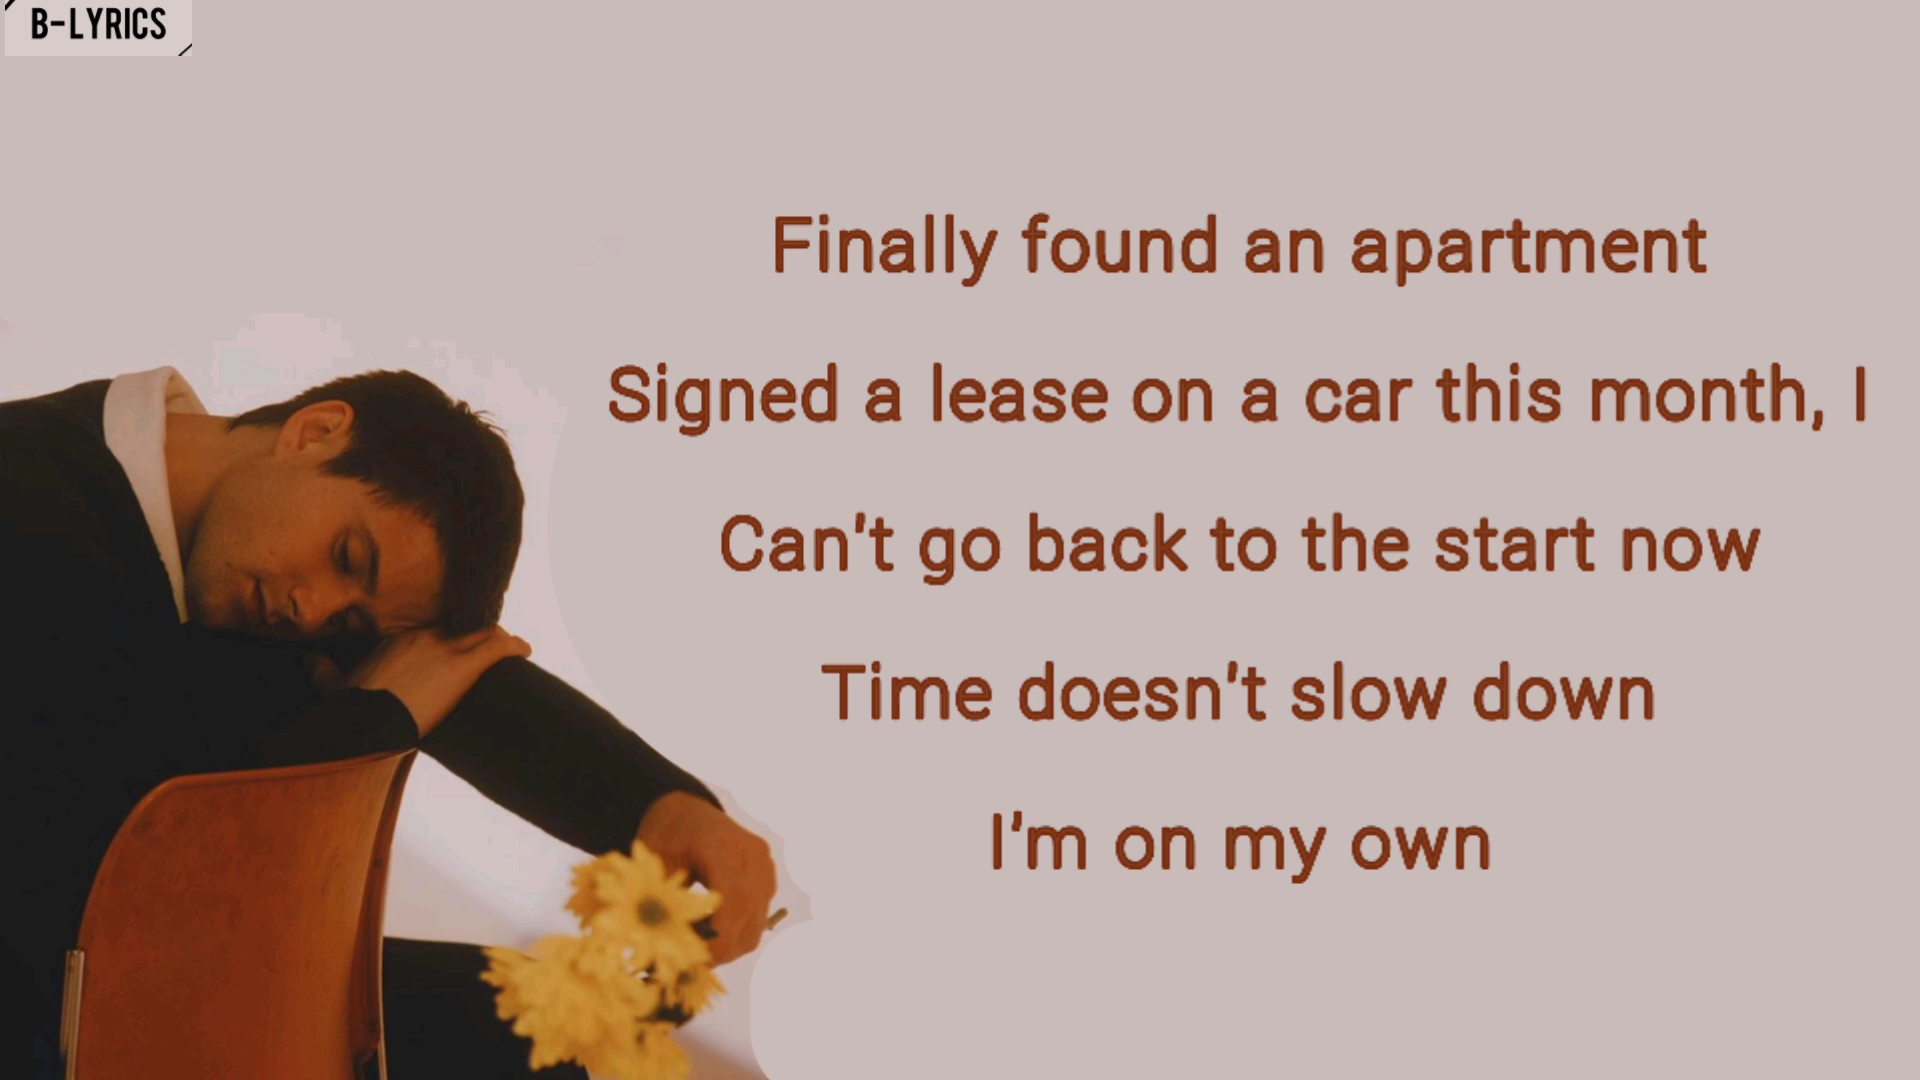 B-LYRICS
Finally found an apartment
Signed a lease on a car this month, I
Can't go back to the start now
Time doesn't slow down
I'm on my own